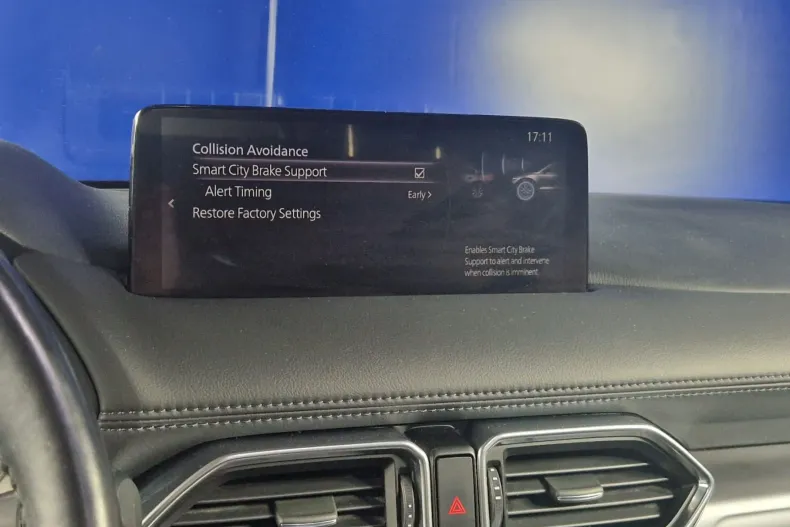 17:11
Collision Avoidance
Smart City Brake Support
Alert Timing Early
Restore Factory Settings
Enables Smart City Brake
Support to alert and intervene
when collision is imminent.